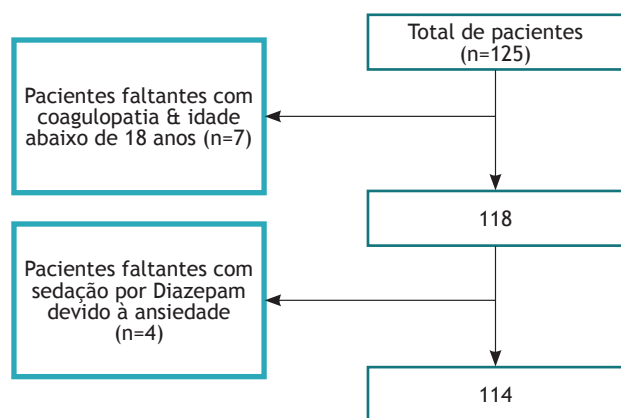 Total de pacientes
(n=125)
Pacientes faltantes com
coagulopatia & idade
abaixo de 18 anos (n=7)
118
Pacientes faltantes com
sedação por Diazepam
devido à ansiedade
(n=4)
114